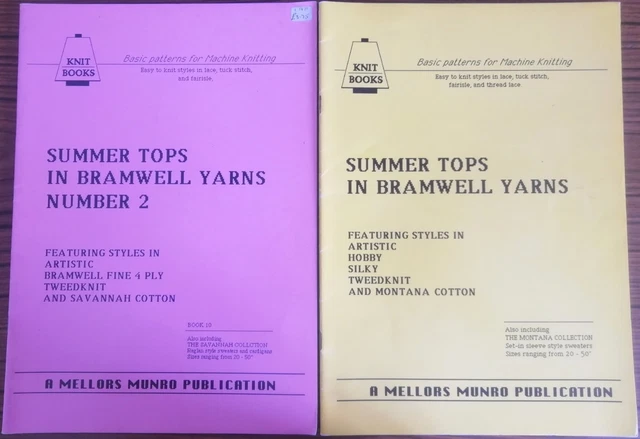 KNIT
BOOKS
Basic patterns for Machine Knitting
Easy to knit styles in lace, tuck stitch,
and fairisle.
SUMMER TOPS
IN BRAMWELL YARNS
NUMBER 2
FEATURING STYLES IN
ARTISTIC
BRAMWELL FINE 4 PLY
TWEEDKNIT
AND SAVANNAH COTTON
BOOK 10
Also including
THE SAVANNAH COLLECTION
Raglan style sweaters and cardigans
Sizes ranging from 20 - 50"
A MELLORS MUNRO PUBLICATION
KNIT
BOOKS
Basic patterns for Machine Knitting
Easy to knit styles in lace, tuck stitch,
fairisle, and thread lace
SUMMER TOPS
IN BRAMWELL YARNS
FEATURING STYLES IN
ARTISTIC
HOBBY
SILKY
TWEEDKNIT
AND MONTANA COTTON
Also including
THE MONTANA COLLECTION
Set-in sleeve style sweaters
Sizes ranging from 20 - 50"
A MELLORS MUNRO PUBLICATION